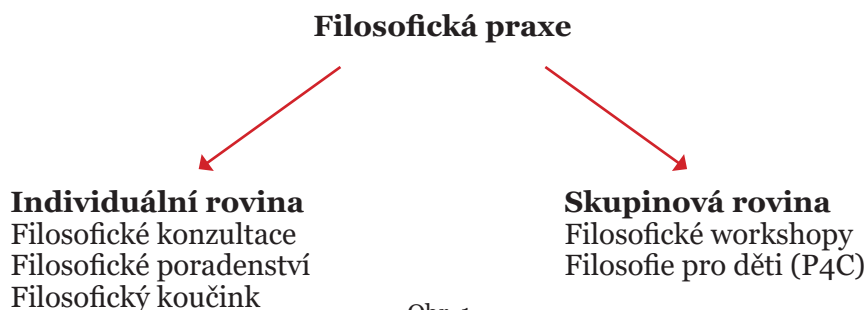 Filosofická praxe
Individuální rovina
Filosofické konzultace
Filosofické poradenství
Filosofický koučink
Skupinová rovina
Filosofické workshopy
Filosofie pro děti (P4C)